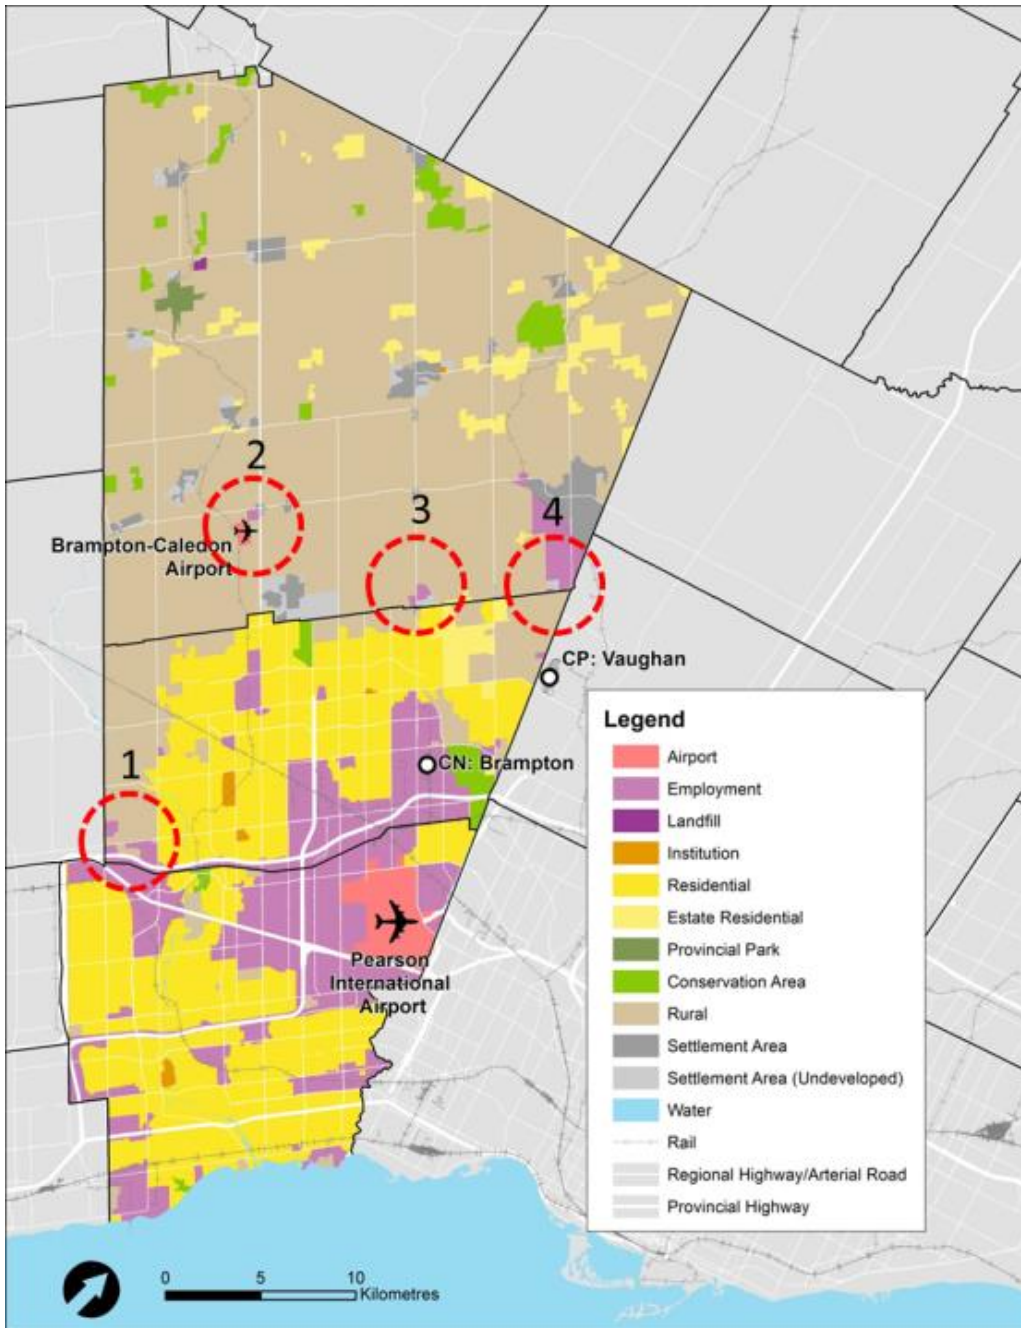 2
3
4
Brampton-Caledon
Airport
CP: Vaughan
1
CN: Brampton
Pearson
International
Airport
Legend
Airport
Employment
Landfill
Institution
Residential
Estate Residential
Provincial Park
Conservation Area
Rural
Settlement Area
Settlement Area (Undeveloped)
Water
Rail
Regional Highway/Arterial Road
Provincial Highway
0 5 10
Kilometres